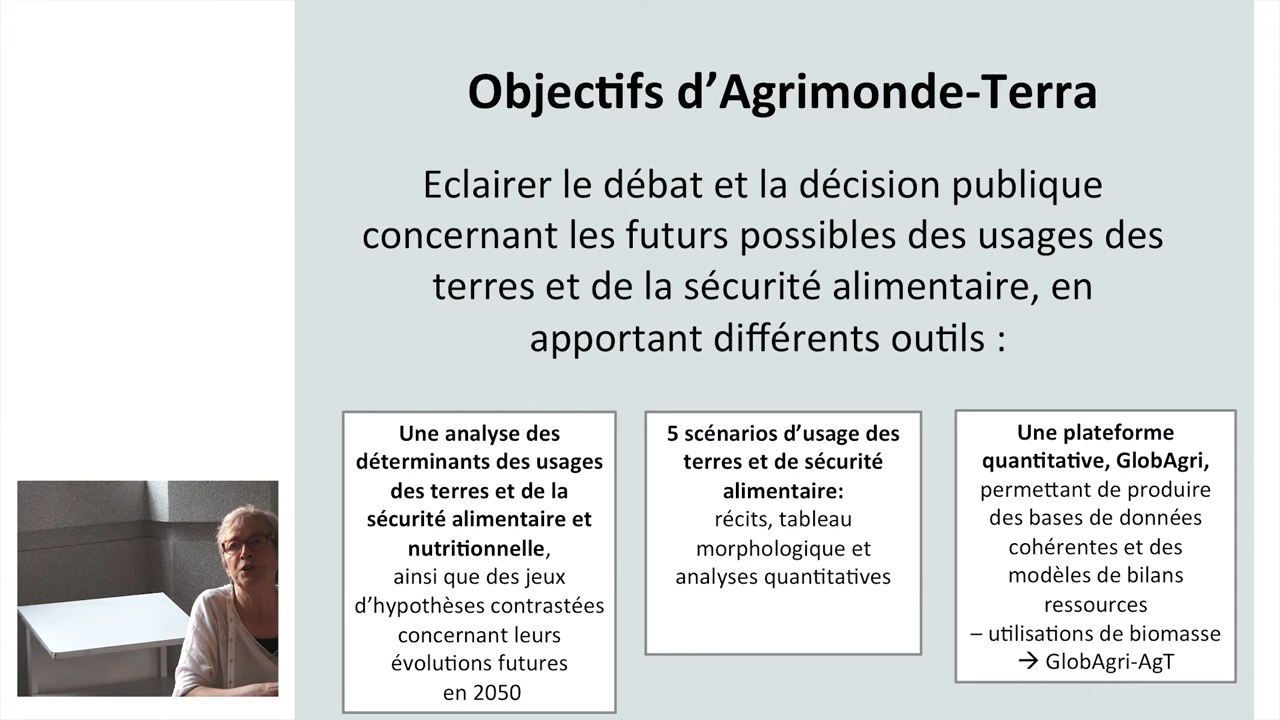 Objectifs d'Agrimonde-Terra
Eclairer le débat et la décision publique
concernant les futurs possibles des usages des
terres et de la sécurité alimentaire, en
apportant différents outils :
Une analyse des
déterminants des usages
des terres et de la
sécurité alimentaire et
nutritionnelle,
ainsi que des jeux
d'hypothèses contrastées
concernant leurs
évolutions futures
en 2050
5 scénarios d'usage des
terres et de sécurité
alimentaire:
récits, tableau
morphologique et
analyses quantitatives
Une plateforme
quantitative, GlobAgri,
permettant de produire
des bases de données
cohérentes et des
modèles de bilans
ressources
– utilisations de biomasse
→ GlobAgri-AgT